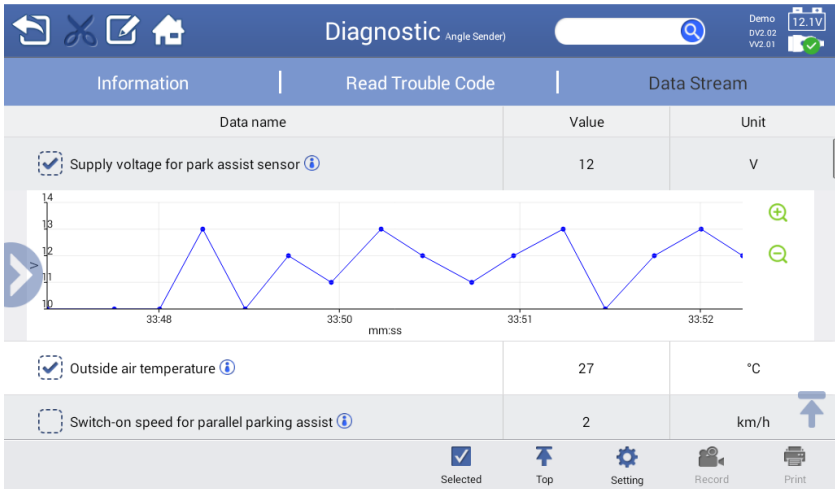 Diagnostic Angle Sender)
Demo
DV2.02
VV2.01
12.1V
Information
Read Trouble Code
Data Stream
Data name
Value
Unit
Supply voltage for park assist sensor
12
V
14
13
12
11
10
V
33:48
33:50
33:51
33:52
mm:ss
Outside air temperature
27
°C
Switch-on speed for parallel parking assist
2
km/h
Selected
Top
Setting
Record
Print